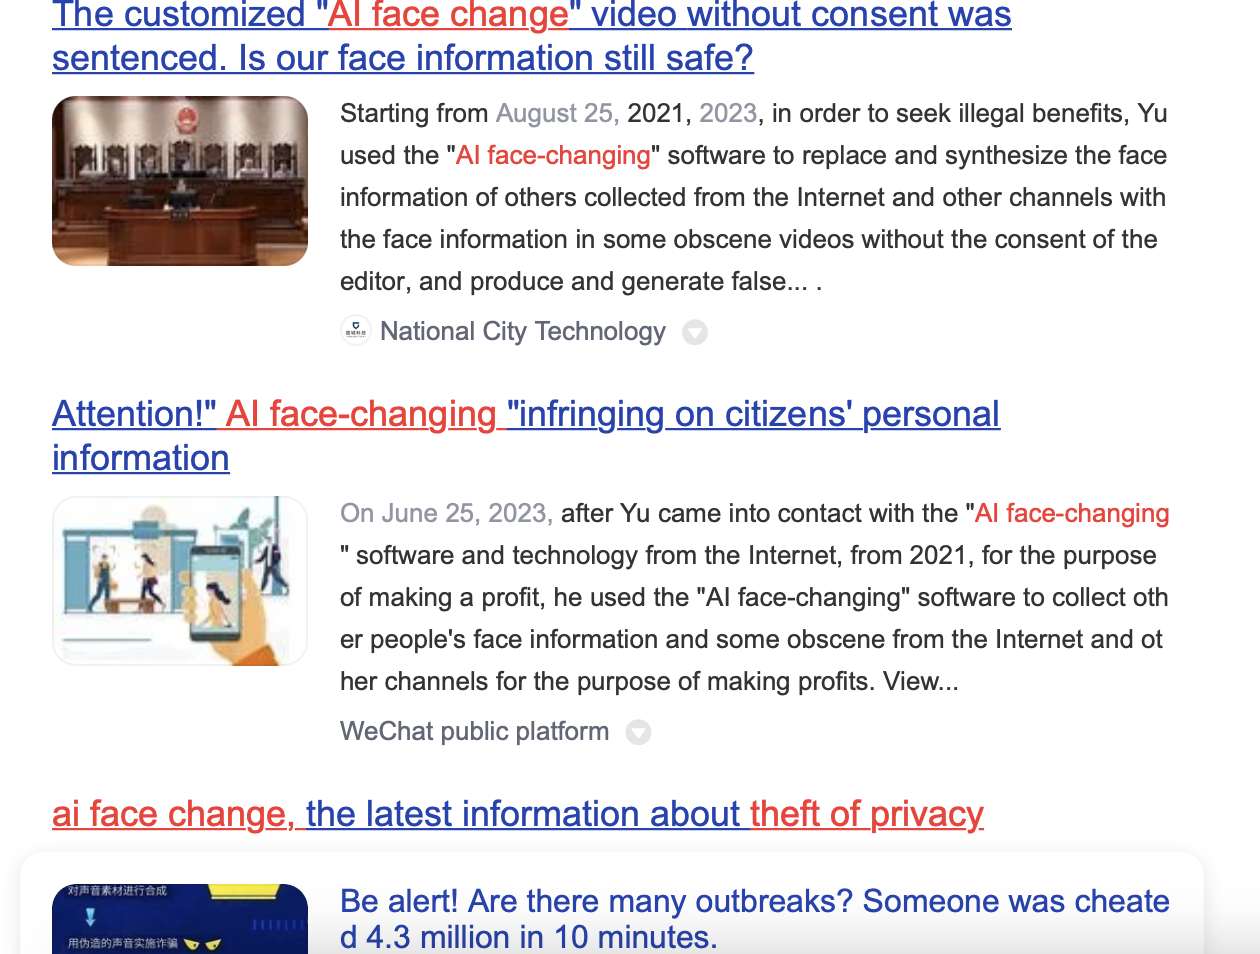 The customized "AI face change" video without consent was
sentenced. Is our face information still safe?
Starting from August 25, 2021, 2023, in order to seek illegal benefits, Yu
used the "AI face-changing" software to replace and synthesize the face
information of others collected from the Internet and other channels with
the face information in some obscene videos without the consent of the
editor, and produce and generate false... .
National City Technology
Attention!" AI face-changing "infringing on citizens' personal
information
On June 25, 2023, after Yu came into contact with the "AI face-changing
" software and technology from the Internet, from 2021, for the purpose
of making a profit, he used the "AI face-changing" software to collect oth
er people's face information and some obscene from the Internet and ot
her channels for the purpose of making profits. View...
WeChat public platform
ai face change, the latest information about theft of privacy
对声音素材进行合成
用伪造的声音实施诈骗
Be alert! Are there many outbreaks? Someone was cheate
d 4.3 million in 10 minutes.